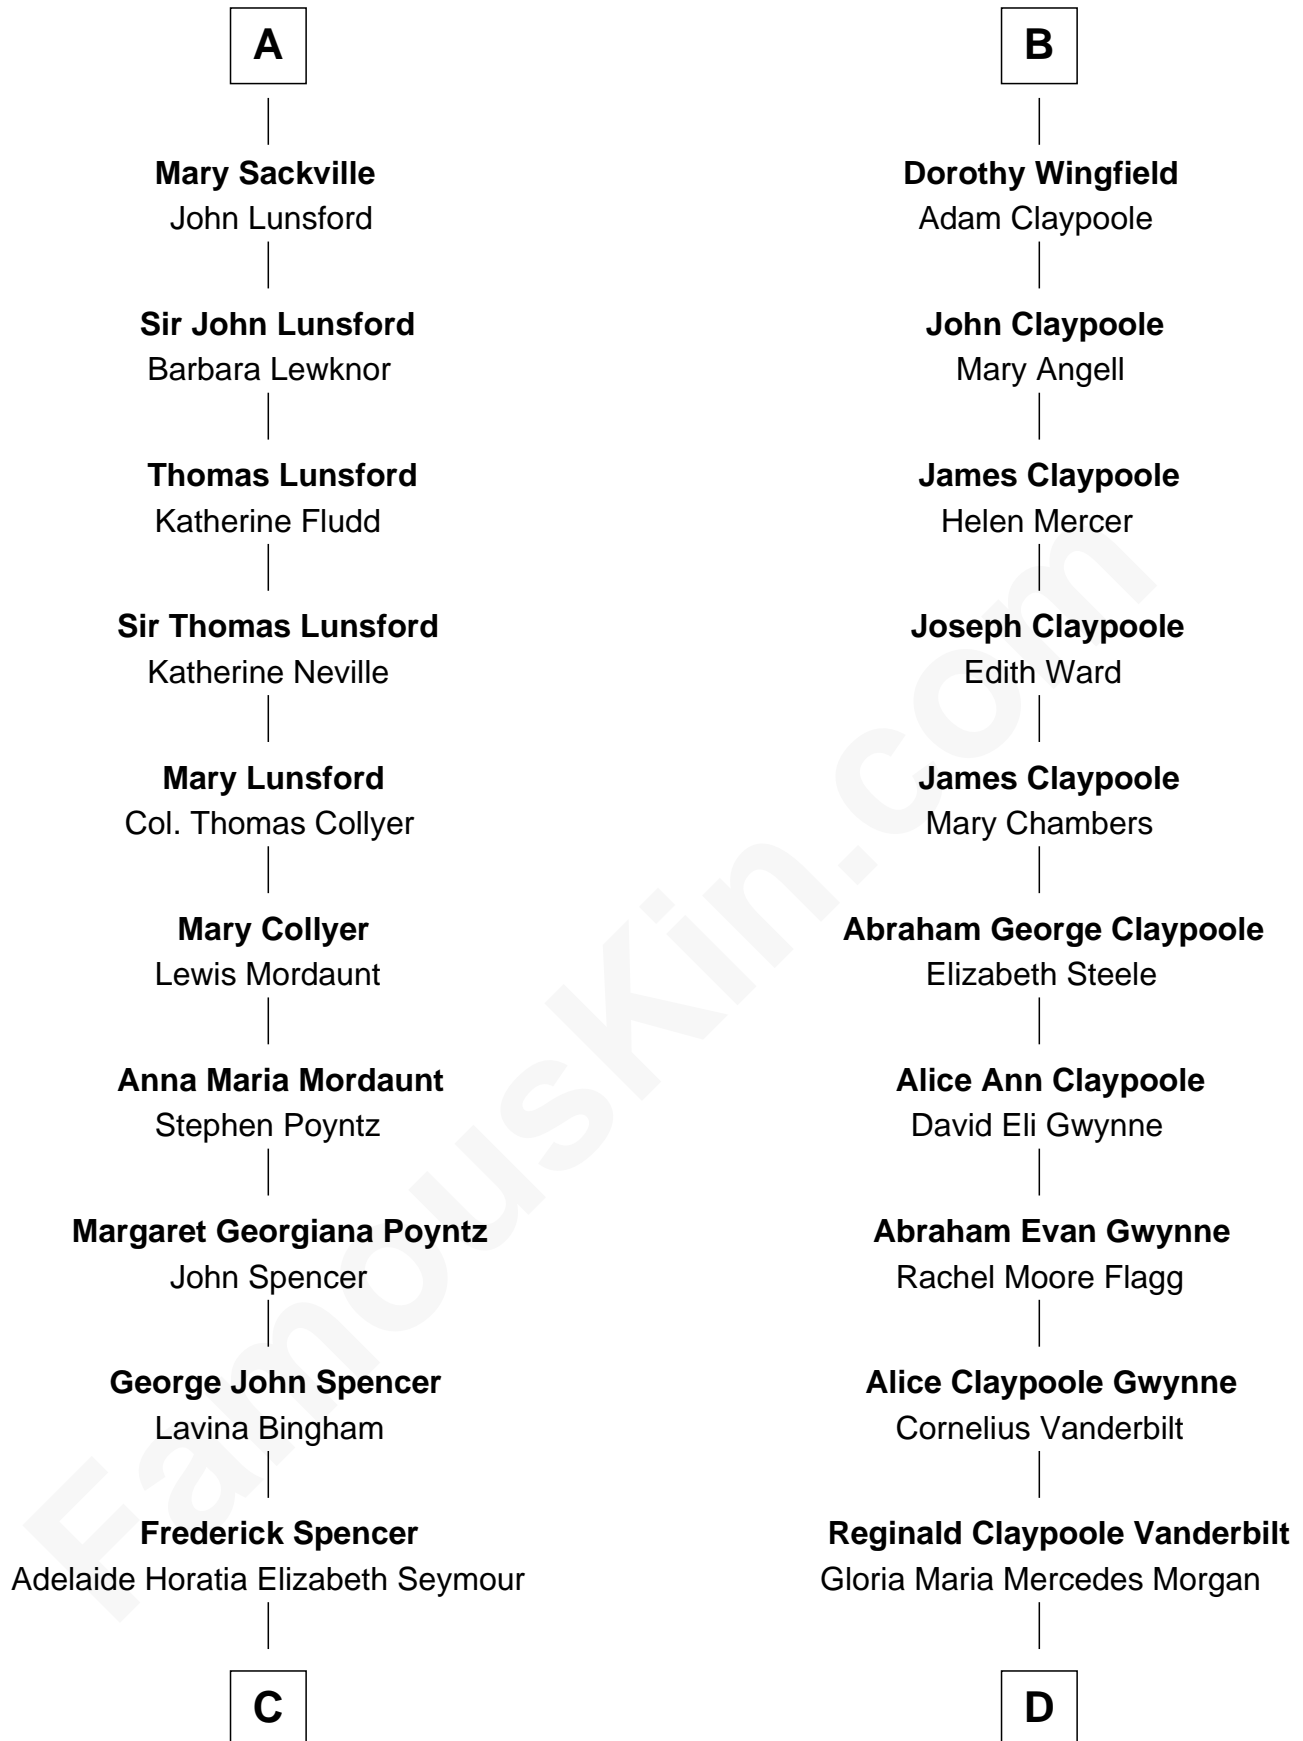 A
Mary Sackville
John Lunsford
Sir John Lunsford
Barbara Lewknor
Thomas Lunsford
Katherine Fludd
Sir Thomas Lunsford
Katherine Neville
Mary Lunsford
Col. Thomas Collyer
Mary Collyer
Lewis Mordaunt
Anna Maria Mordaunt
Stephen Poyntz
Margaret Georgiana Poyntz
John Spencer
George John Spencer
Lavina Bingham
Frederick Spencer
Adelaide Horatia Elizabeth Seymour
C
B
Dorothy Wingfield
Adam Claypoole
John Claypoole
Mary Angell
James Claypoole
Helen Mercer
Joseph Claypoole
Edith Ward
James Claypoole
Mary Chambers
Abraham George Claypoole
Elizabeth Steele
Alice Ann Claypoole
David Eli Gwynne
Abraham Evan Gwynne
Rachel Moore Flagg
Alice Claypoole Gwynne
Cornelius Vanderbilt
Reginald Claypoole Vanderbilt
Gloria Maria Mercedes Morgan
D
FamousKin.com